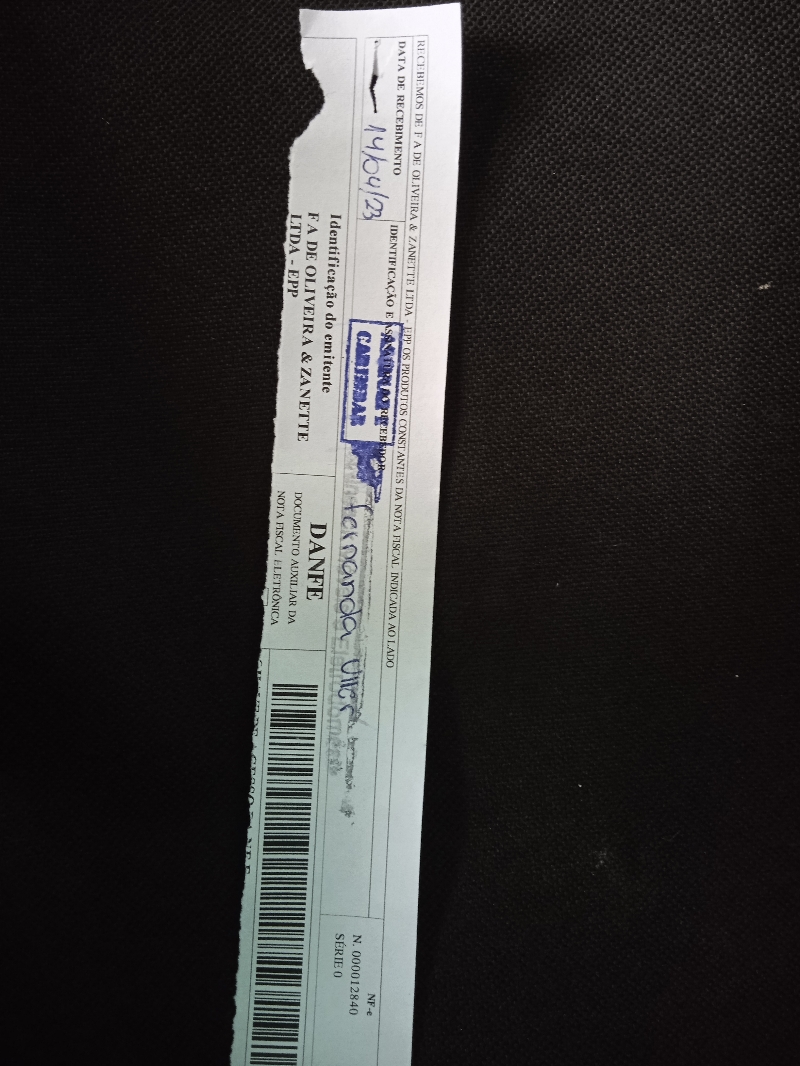 RECEBEMOS DE F A DE OLIVEIRA & ZANETTE LTDA - EPP OS PRODUTOS CONSTANTES DA NOTA FISCAL INDICADA AO LADO
DATA DE RECEBIMENTO
14/04/23
IDENTIFICAÇÃO E ASSINATURA DO RECEBEDOR
fernanda
NF-e
N. 000012840
SÉRIE 0
Identificação do emitente
F A DE OLIVEIRA & ZANETTE
LTDA - EPP
DANFE
DOCUMENTO AUXILIAR DA
NOTA FISCAL ELETRÔNICA